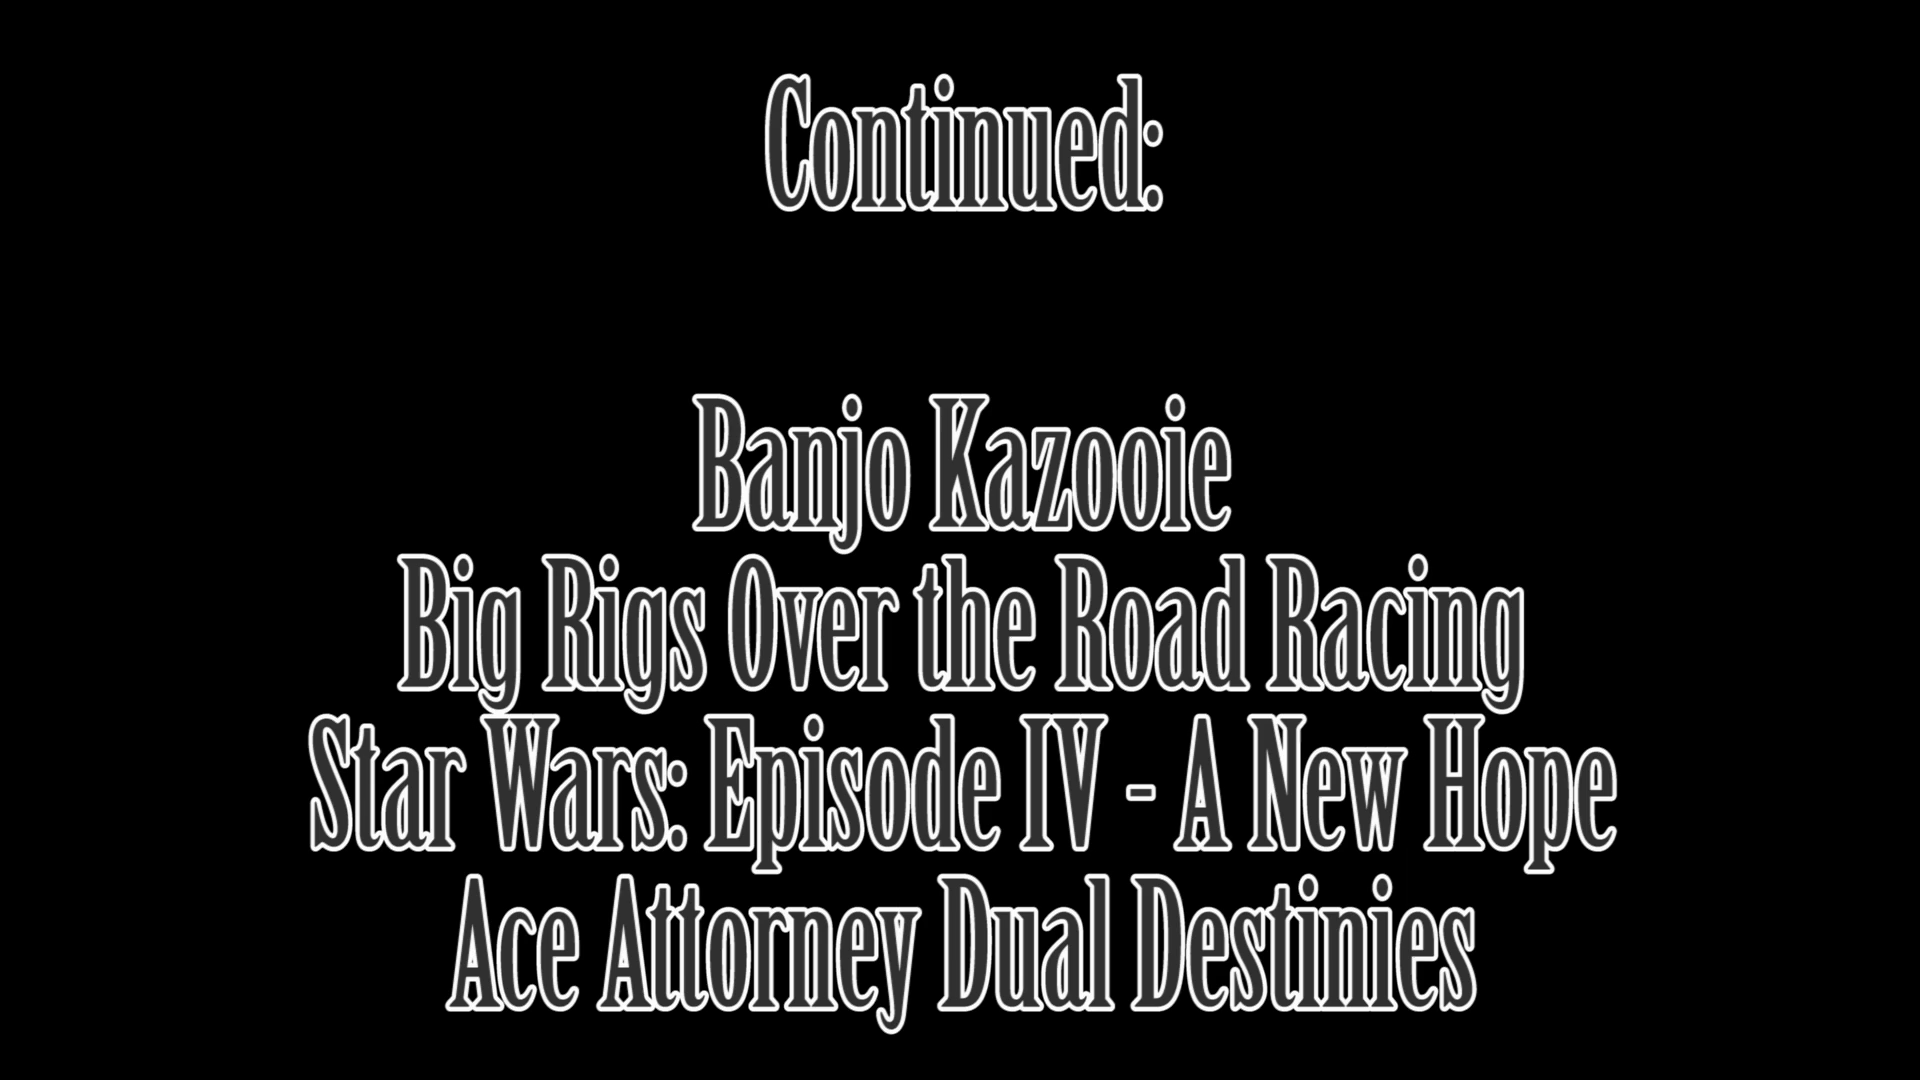 Continued:
Banjo Kazooie
Big Rigs Over the Road Racing
Star Wars: Episode IV - A New Hope
Ace Attorney Dual Destinies